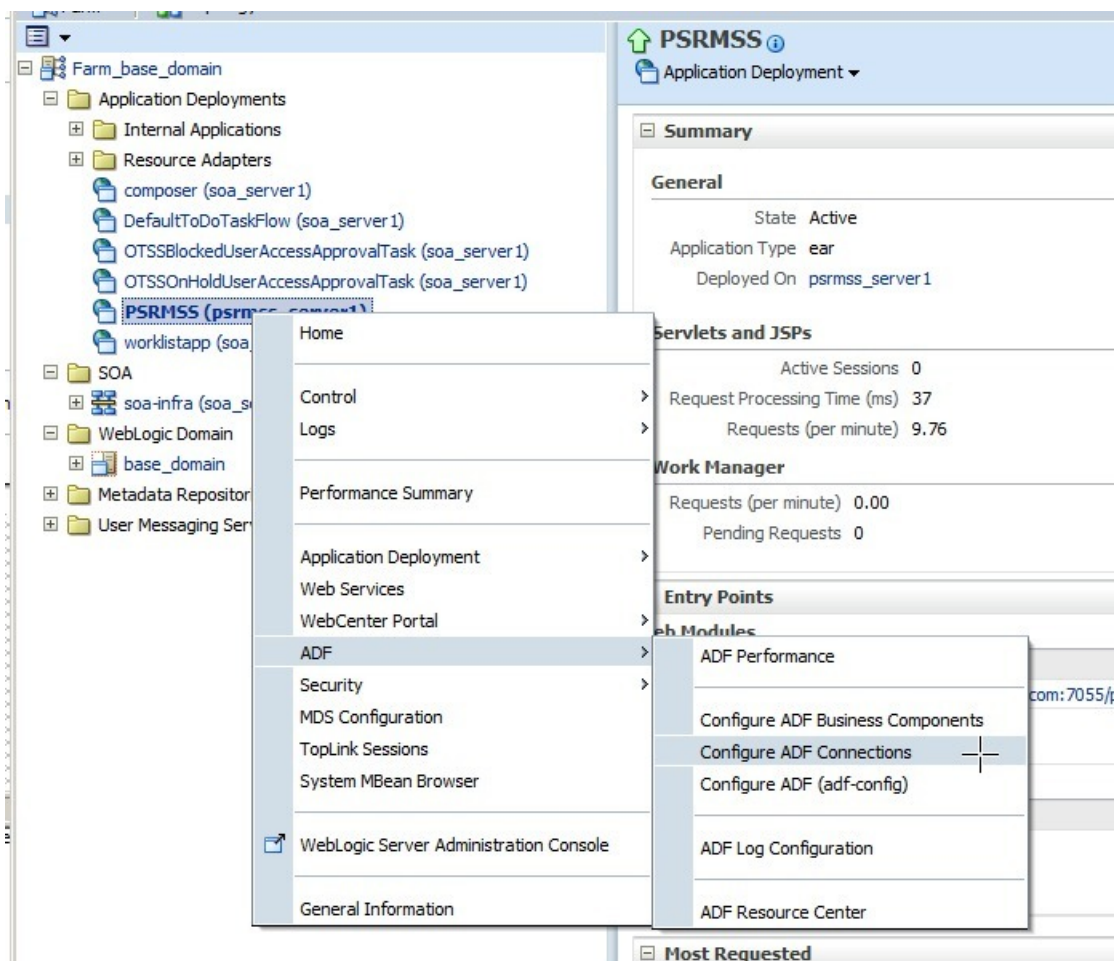 Farm_base_domain
Application Deployments
Internal Applications
Resource Adapters
composer (soa_server1)
DefaultToDoTaskFlow (soa_server1)
OTSSBlockedUserAccessApprovalTask (soa_server1)
OTSSOnHoldUserAccessApprovalTask (soa_server1)
PSRMSS (psrmss_server1)
worklistapp (soa_
SOA
soa-infra (soa_se
WebLogic Domain
base_domain
Metadata Repositor
User Messaging Ser
Home
Control
Logs
Performance Summary
Application Deployment
Web Services
WebCenter Portal
ADF
Security
MDS Configuration
TopLink Sessions
System MBean Browser
WebLogic Server Administration Console
General Information
ADF Performance
Configure ADF Business Components
Configure ADF Connections
Configure ADF (adf-config)
ADF Log Configuration
ADF Resource Center
PSRMSS
Application Deployment
Summary
General
State Active
Application Type ear
Deployed On psrmss_server1
Servlets and JSPs
Active Sessions 0
Request Processing Time (ms) 37
Requests (per minute) 9.76
Work Manager
Requests (per minute) 0.00
Pending Requests 0
Entry Points
eb Modules
com:7055/p
Most Requested